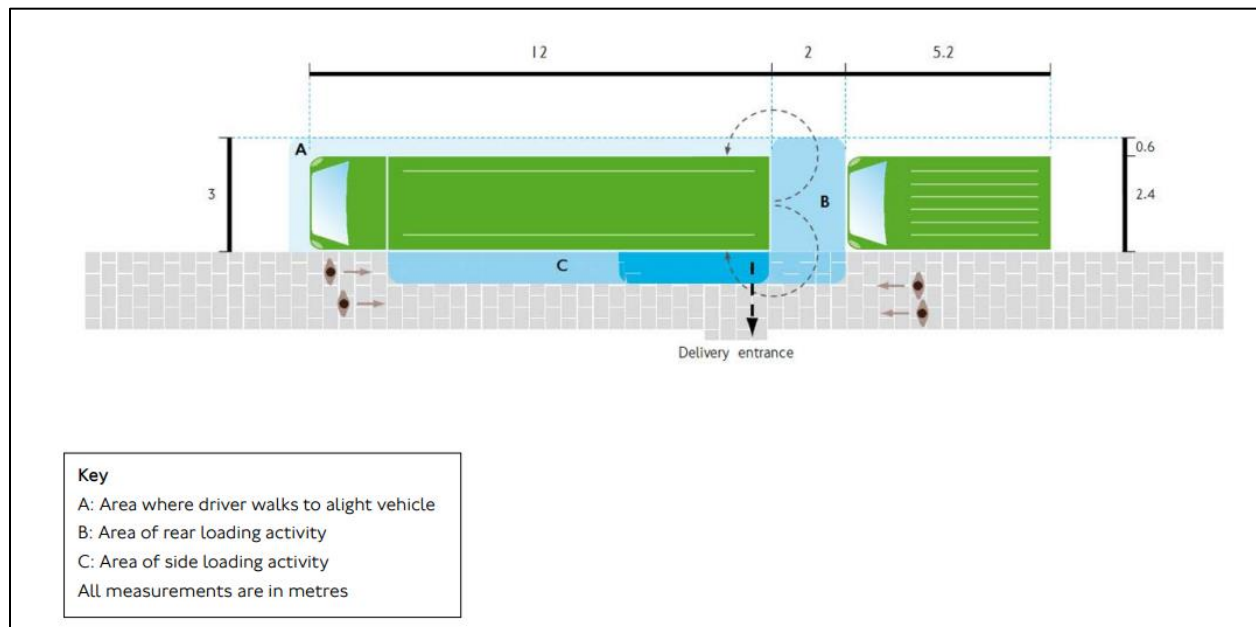 12
2
5.2
A
0.6
3
B
2.4
C
Delivery entrance
Key
A: Area where driver walks to alight vehicle
B: Area of rear loading activity
C: Area of side loading activity
All measurements are in metres